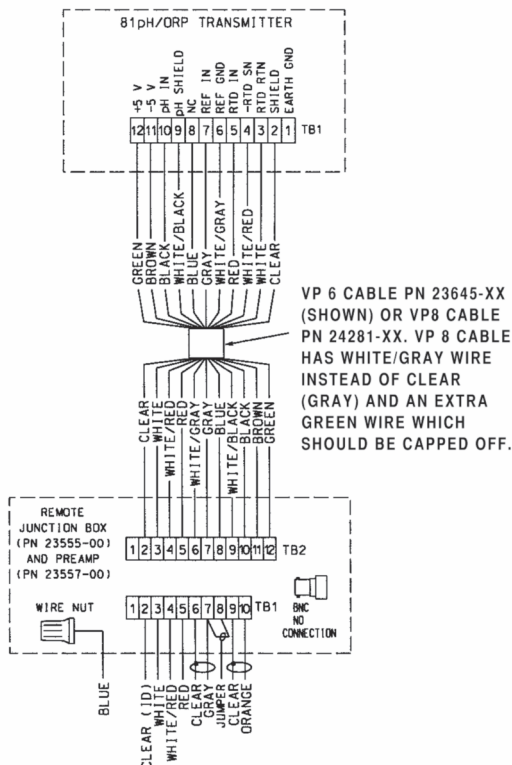 81pH/ORP TRANSMITTER
+5 V
-5 V
pH IN
pH SHIELD
NC
REF IN
REF GND
RTD IN
-RTD SN
RTD RTN
SHIELD
EARTH GND
12 11 10 9 8 7 6 5 4 3 2 1 TB1
GREEN
BROWN
BLACK
WHITE/BLACK
BLUE
GRAY
WHITE/GRAY
RED
WHITE/RED
WHITE
CLEAR
VP 6 CABLE PN 23645-XX
(SHOWN) OR VP8 CABLE
PN 24281-XX. VP 8 CABLE
HAS WHITE/GRAY WIRE
INSTEAD OF CLEAR
(GRAY) AND AN EXTRA
GREEN WIRE WHICH
SHOULD BE CAPPED OFF.
CLEAR
WHITE
WHITE/RED
RED
WHITE/GRAY
GRAY
BLUE
WHITE/BLACK
BLACK
BROWN
GREEN
REMOTE
JUNCTION BOX
(PN 23555-00)
AND PREAMP
(PN 23557-00)
1 2 3 4 5 6 7 8 9 10 11 12 TB2
WIRE NUT
1 2 3 4 5 6 7 8 9 10 TB1
BNC
NO
CONNECTION
BLUE
CLEAR (ID)
WHITE
WHITE/RED
RED
CLEAR
GRAY
JUMPER
CLEAR
ORANGE